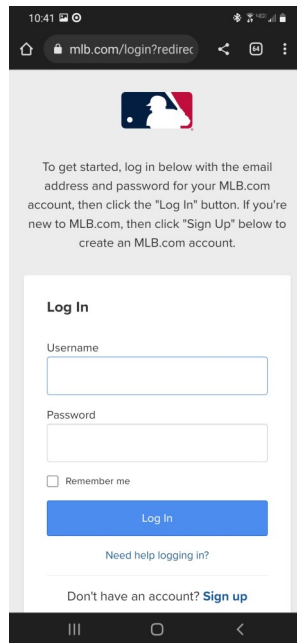 10:41
mlb.com/login?redirec
64
To get started, log in below with the email
address and password for your MLB.com
account, then click the "Log In" button. If you're
new to MLB.com, then click "Sign Up" below to
create an MLB.com account.
Log In
Username
Password
Remember me
Log In
Need help logging in?
Don't have an account? Sign up